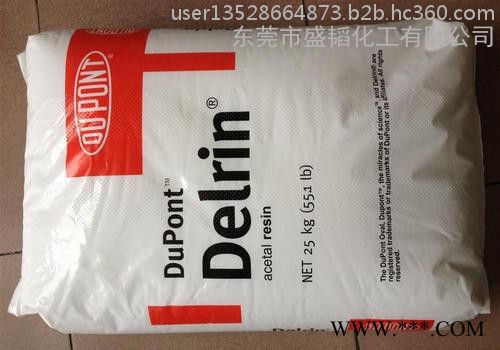 user13528664873.b2b.hc360.com
东莞市盛韬化工有限公司
DUPONT
DuPont™
Delrin®
acetal resin
NET 25 kg (55.1 lb)
The DuPont Oval, Dupont™, the miracles of science™, and Delrin® are
registered trademarks or trademarks of DuPont or its affiliates. All rights
reserved.
www.***.com